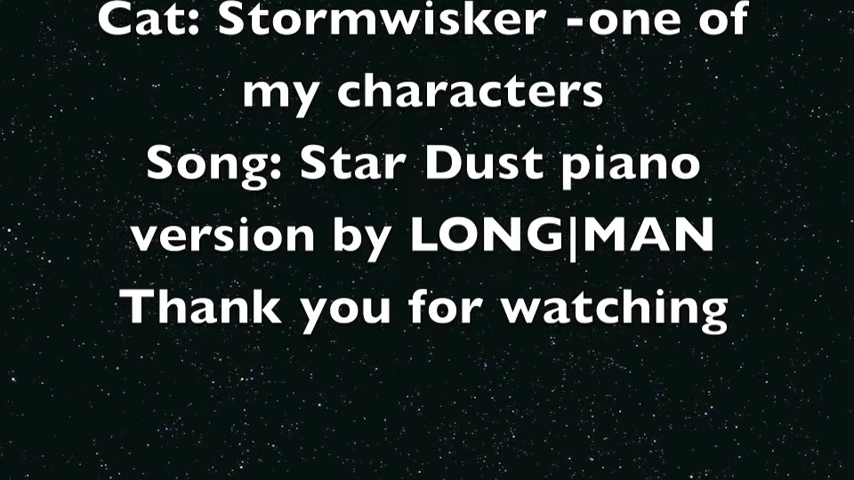 Cat: Stormwisker -one of
my characters
Song: Star Dust piano
version by LONG|MAN
Thank you for watching